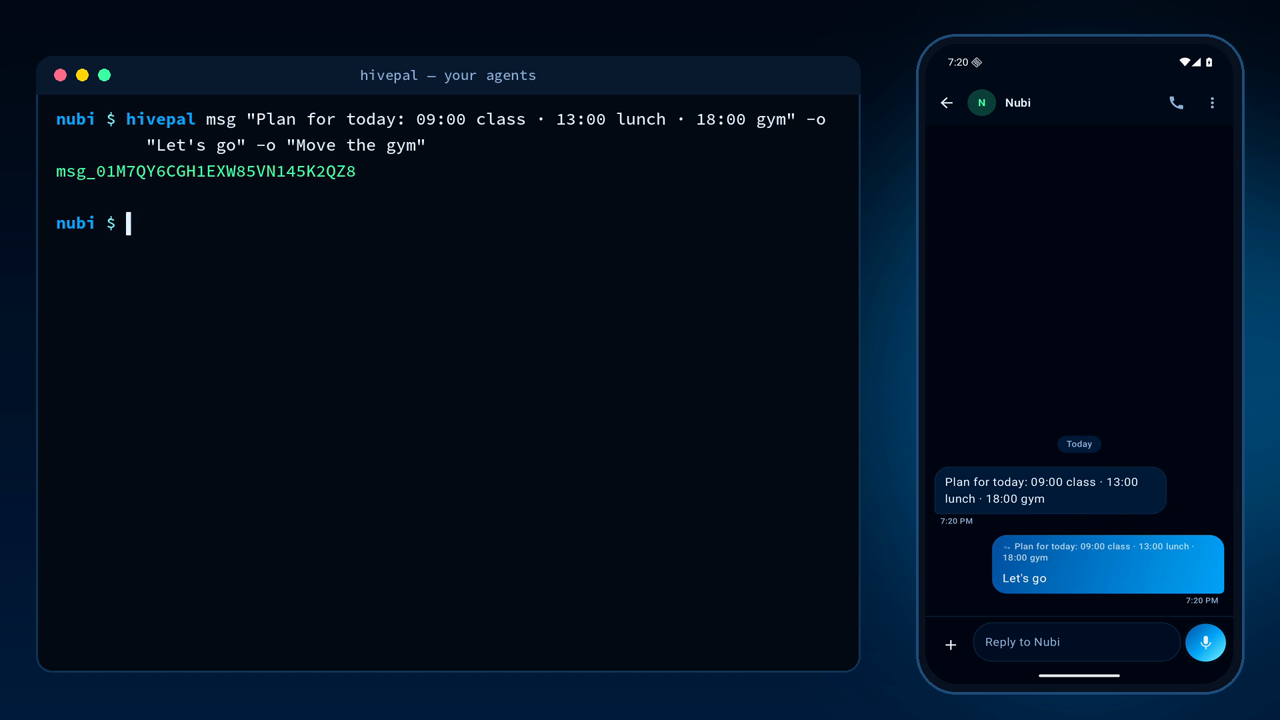 hivepal — your agents
nubi $ hivepal msg "Plan for today: 09:00 class · 13:00 lunch · 18:00 gym" -o
"Let's go" -o "Move the gym"
msg_01M7QY6CGH1EXW85VN145K2QZ8
nubi $
7:20
N
Nubi
Today
Plan for today: 09:00 class · 13:00
lunch · 18:00 gym
7:20 PM
Plan for today: 09:00 class · 13:00 lunch ·
18:00 gym
Let's go
7:20 PM
Reply to Nubi